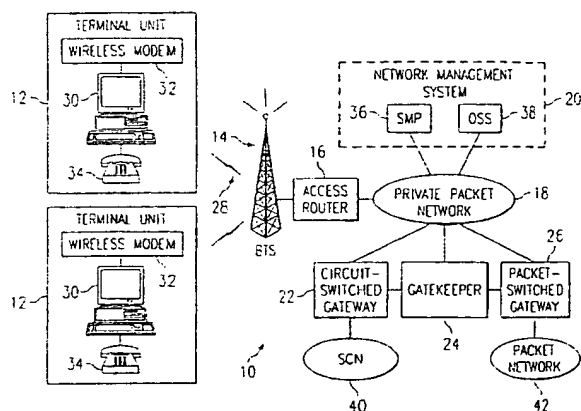 TERMINAL UNIT
WIRELESS MODEM
12
30
32
34
TERMINAL UNIT
WIRELESS MODEM
12
30
32
34
28
14
BTS
16
ACCESS
ROUTER
NETWORK MANAGEMENT
SYSTEM
20
36
SMP
OSS
38
PRIVATE PACKET
NETWORK
18
22
CIRCUIT-
SWITCHED
GATEWAY
GATEKEEPER
24
26
PACKET-
SWITCHED
GATEWAY
10
SCN
40
PACKET
NETWORK
42